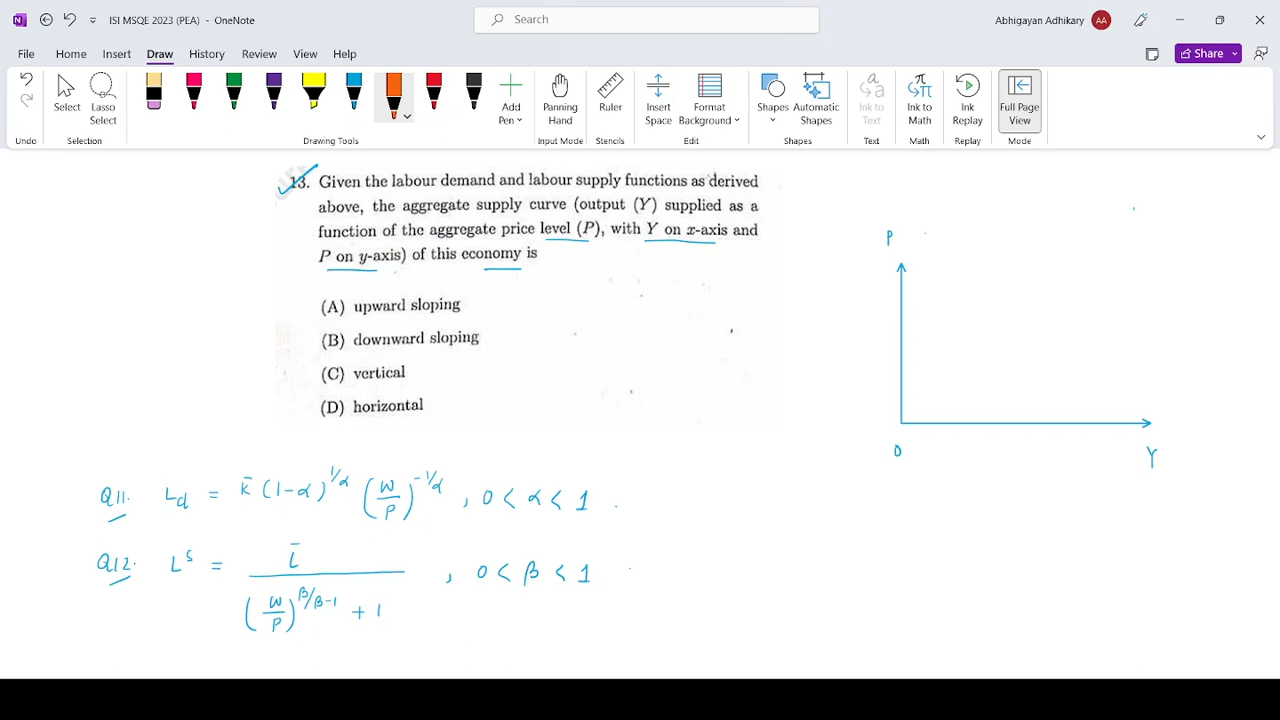 ISI MSQE 2023 (PEA) - OneNote
Search
Abhigayan Adhikary AA
File Home Insert Draw History Review View Help
Share
Select
Lasso Select
Add Pen
Panning Hand
Ruler
Insert Space
Format Background
Shapes
Automatic Shapes
Ink to Text
Ink to Math
Ink Replay
Full Page View
Undo
Drawing Tools
Selection
Input Mode
Stencils
Edit
Shapes
Text
Math
Replay
Mode
13. Given the labour demand and labour supply functions as derived
above, the aggregate supply curve (output (Y) supplied as a
function of the aggregate price level (P), with Y on x-axis and
P on y-axis) of this economy is
(A) upward sloping
(B) downward sloping
(C) vertical
(D) horizontal
P
O
Y
Q11. L_d = K̄ (1-α)^{1/α} (W/P)^{-1/α} , 0 < α < 1 .
Q12. L^s = L̄ / ((W/P)^{β/β-1} + 1) , 0 < β < 1